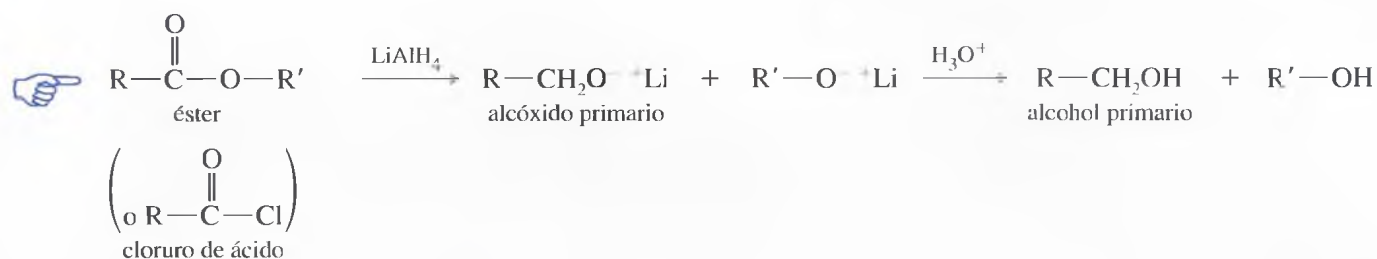 O
R—C—O—R′ LiAlH₄ R—CH₂O⁻ ⁺Li + R′—O⁻ ⁺Li H₃O⁺ R—CH₂OH + R′—OH
éster alcóxido primario alcohol primario
O
(o R—C—Cl)
cloruro de ácido